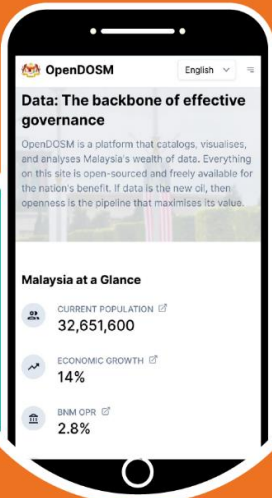 OpenDOSM
English
Data: The backbone of effective
governance
OpenDOSM is a platform that catalogs, visualises,
and analyses Malaysia's wealth of data. Everything
on this site is open-sourced and freely available for
the nation's benefit. If data is the new oil, then
openness is the pipeline that maximises its value.
Malaysia at a Glance
CURRENT POPULATION
32,651,600
ECONOMIC GROWTH
14%
BNM OPR
2.8%